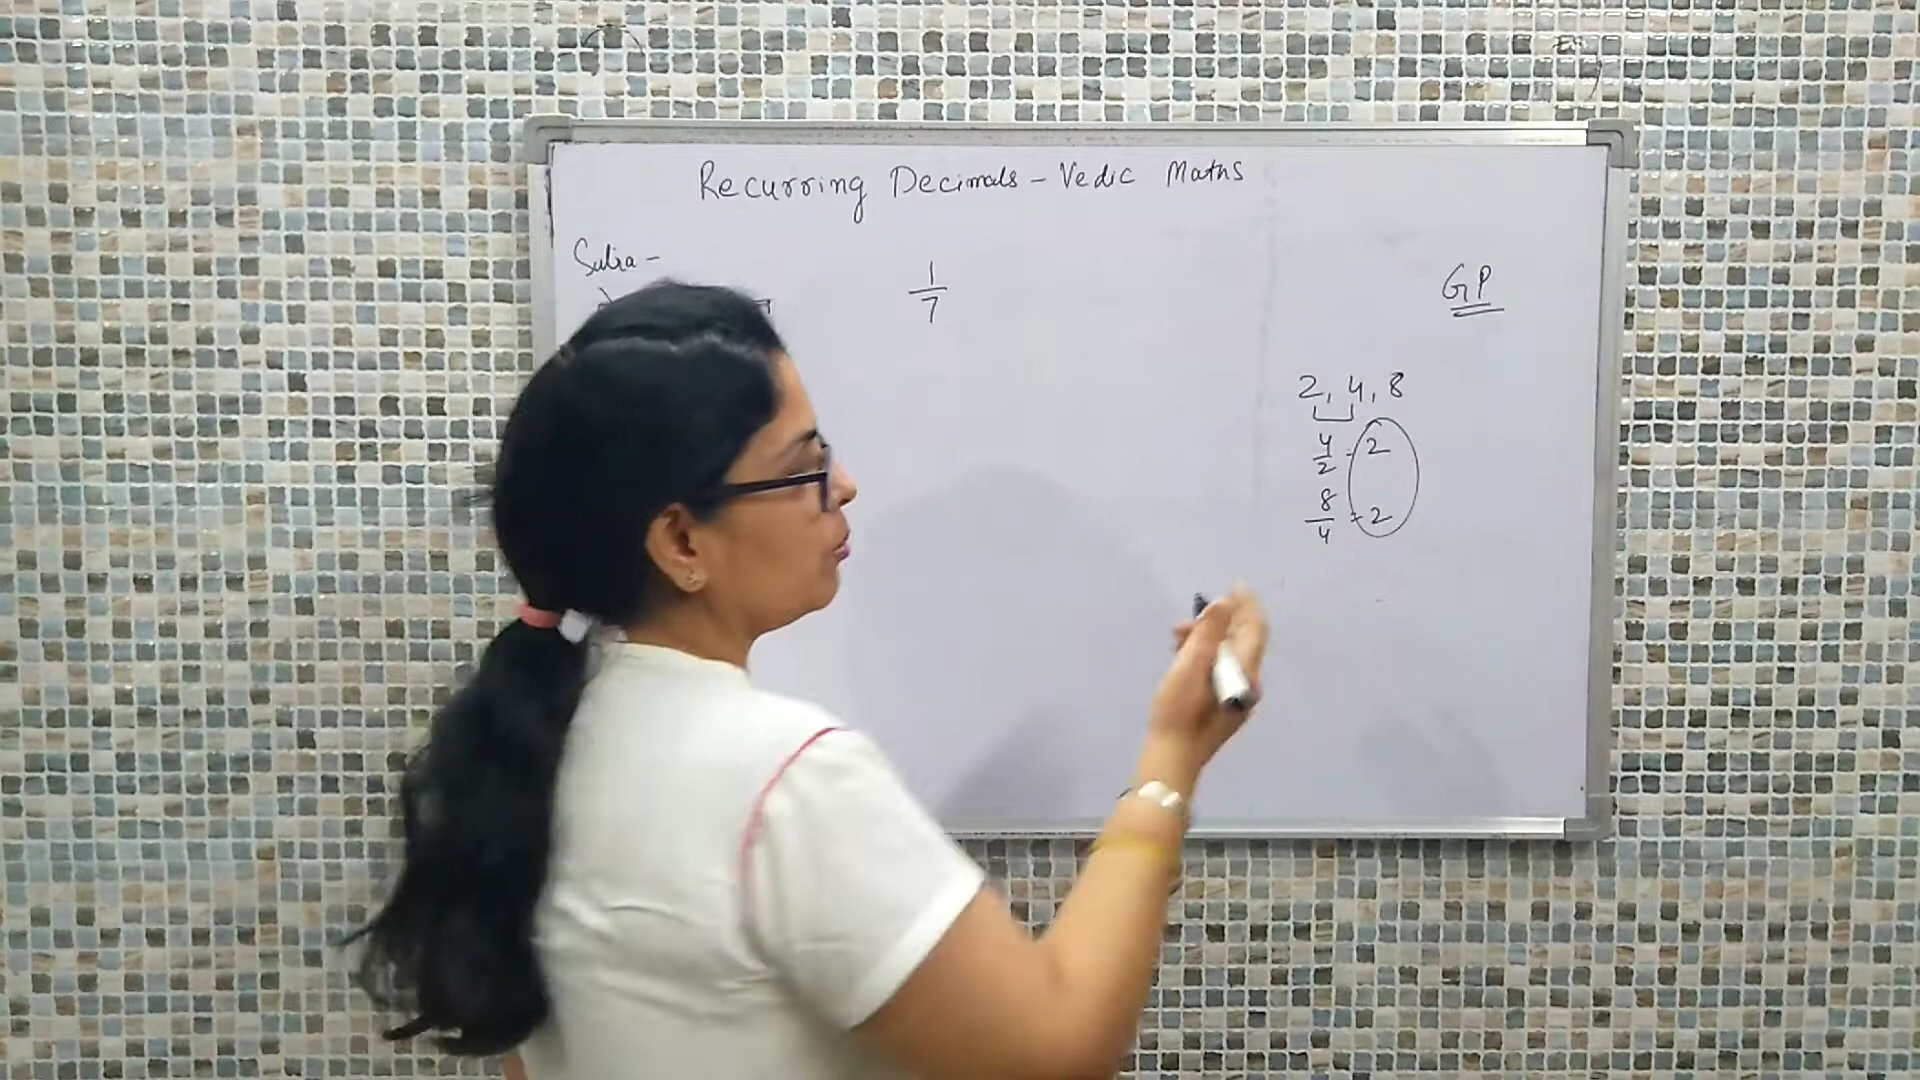 Recurring Decimals - Vedic Maths
Sutra -
1/7
GP
2, 4, 8
4/2 = 2
8/4 = 2